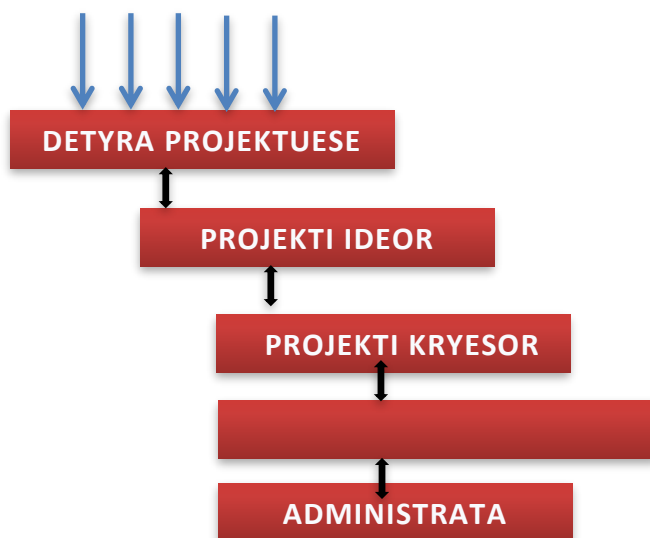 DETYRA PROJEKTUESE
PROJEKTI IDEOR
PROJEKTI KRYESOR
ADMINISTRATA